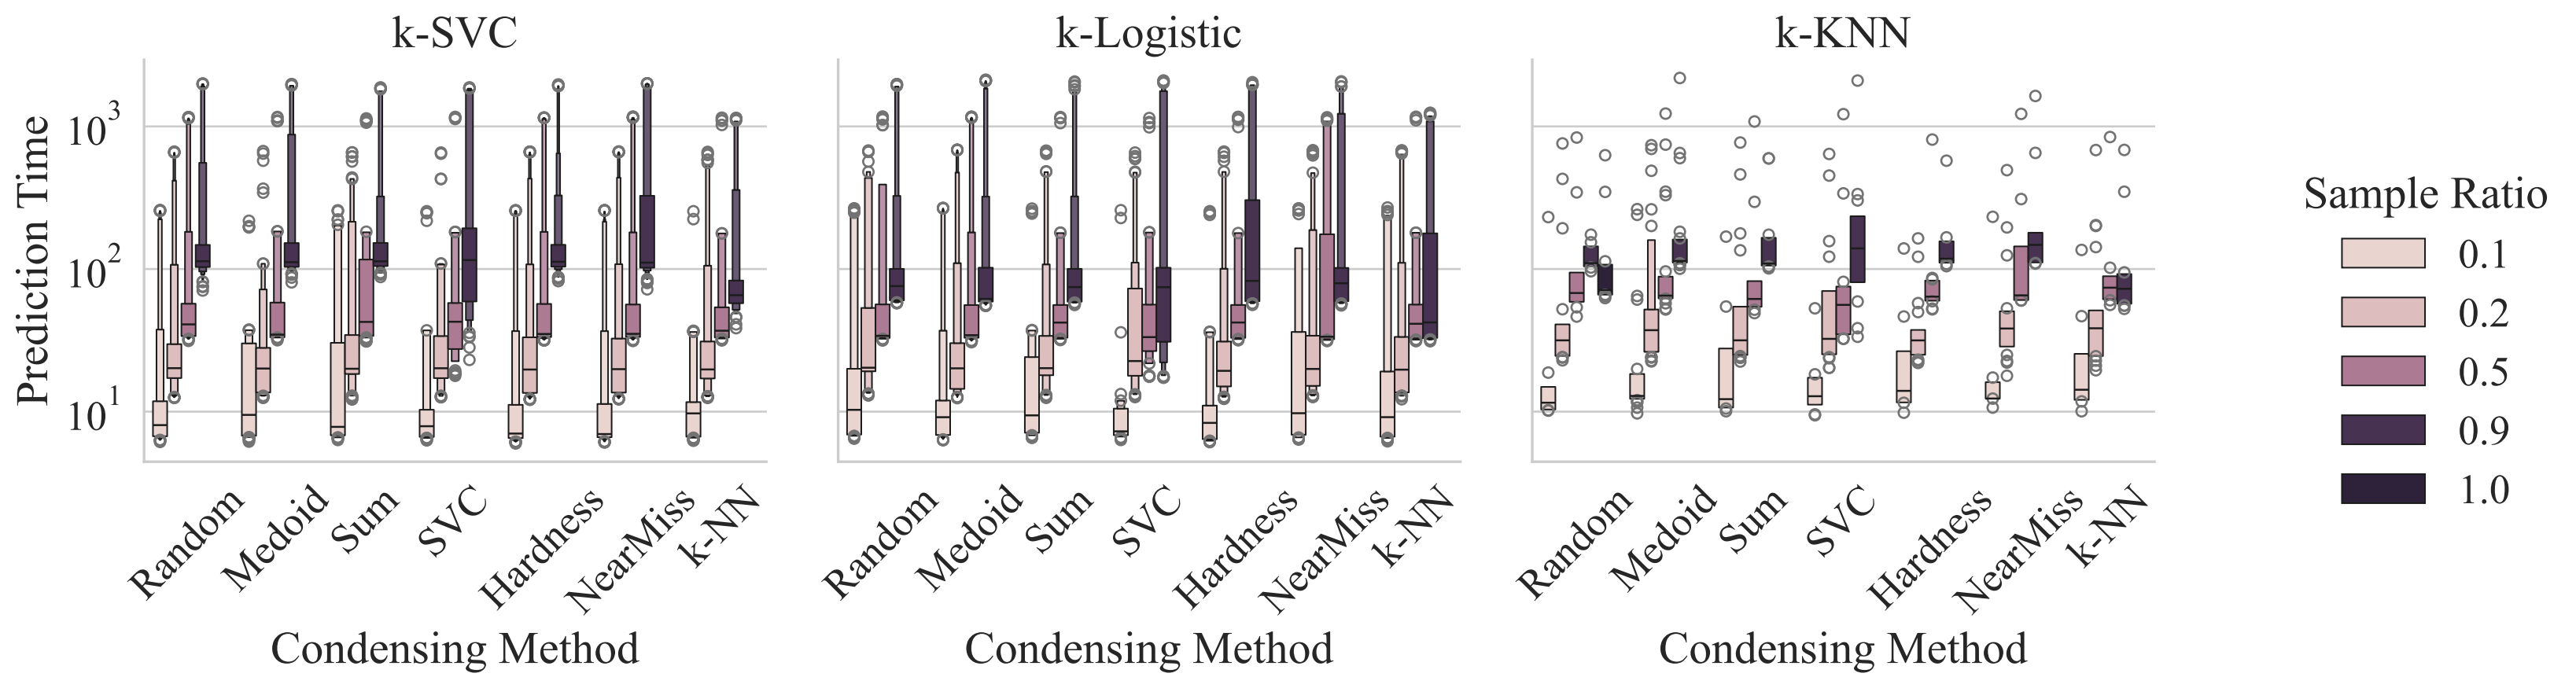 k-SVC
k-Logistic
k-KNN
Prediction Time
10^3
10^2
10^1
Random
Medoid
Sum
SVC
Hardness
NearMiss
k-NN
Condensing Method
Random
Medoid
Sum
SVC
Hardness
NearMiss
k-NN
Condensing Method
Random
Medoid
Sum
SVC
Hardness
NearMiss
k-NN
Condensing Method
Sample Ratio
0.1
0.2
0.5
0.9
1.0